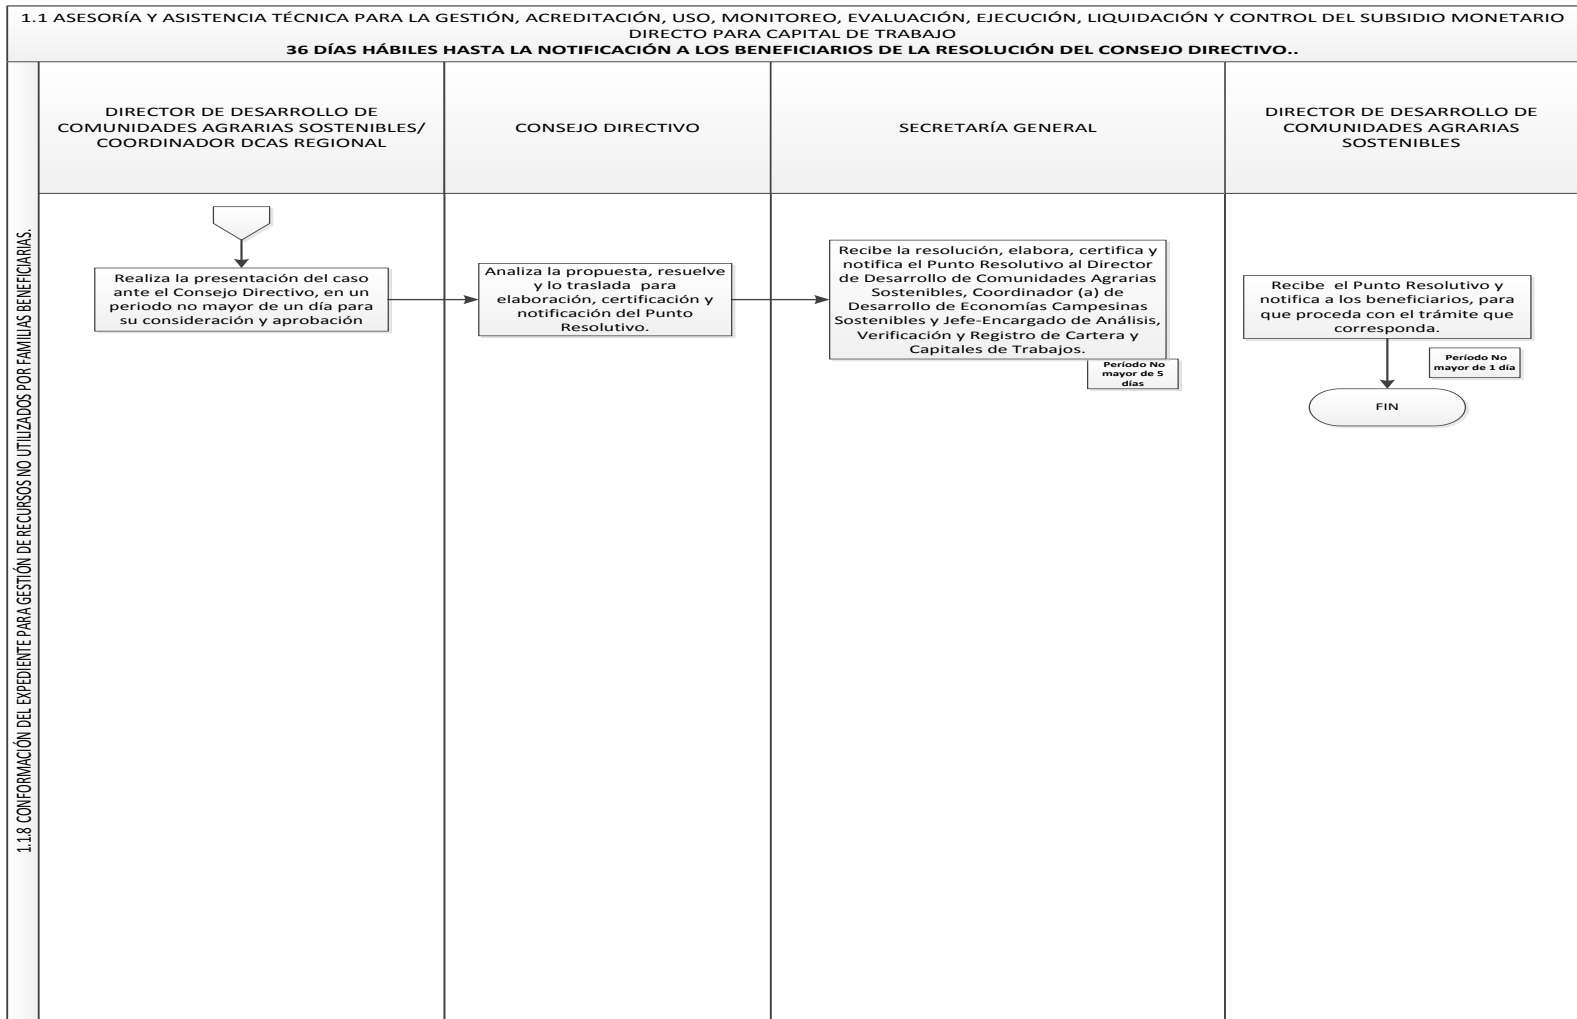 1.1 ASESORÍA Y ASISTENCIA TÉCNICA PARA LA GESTIÓN, ACREDITACIÓN, USO, MONITOREO, EVALUACIÓN, EJECUCIÓN, LIQUIDACIÓN Y CONTROL DEL SUBSIDIO MONETARIO
DIRECTO PARA CAPITAL DE TRABAJO
36 DÍAS HÁBILES HASTA LA NOTIFICACIÓN A LOS BENEFICIARIOS DE LA RESOLUCIÓN DEL CONSEJO DIRECTIVO..
1.1.8 CONFORMACIÓN DEL EXPEDIENTE PARA GESTIÓN DE RECURSOS NO UTILIZADOS POR FAMILIAS BENEFICIARIAS.
DIRECTOR DE DESARROLLO DE
COMUNIDADES AGRARIAS SOSTENIBLES/
COORDINADOR DCAS REGIONAL
CONSEJO DIRECTIVO
SECRETARÍA GENERAL
DIRECTOR DE DESARROLLO DE
COMUNIDADES AGRARIAS
SOSTENIBLES
Realiza la presentación del caso
ante el Consejo Directivo, en un
periodo no mayor de un día para
su consideración y aprobación
Analiza la propuesta, resuelve
y lo traslada para
elaboración, certificación y
notificación del Punto
Resolutivo.
Recibe la resolución, elabora, certifica y
notifica el Punto Resolutivo al Director
de Desarrollo de Comunidades Agrarias
Sostenibles, Coordinador (a) de
Desarrollo de Economías Campesinas
Sostenibles y Jefe-Encargado de Análisis,
Verificación y Registro de Cartera y
Capitales de Trabajos.
Período No
mayor de 5
días
Recibe el Punto Resolutivo y
notifica a los beneficiarios, para
que proceda con el trámite que
corresponda.
Período No
mayor de 1 día
FIN